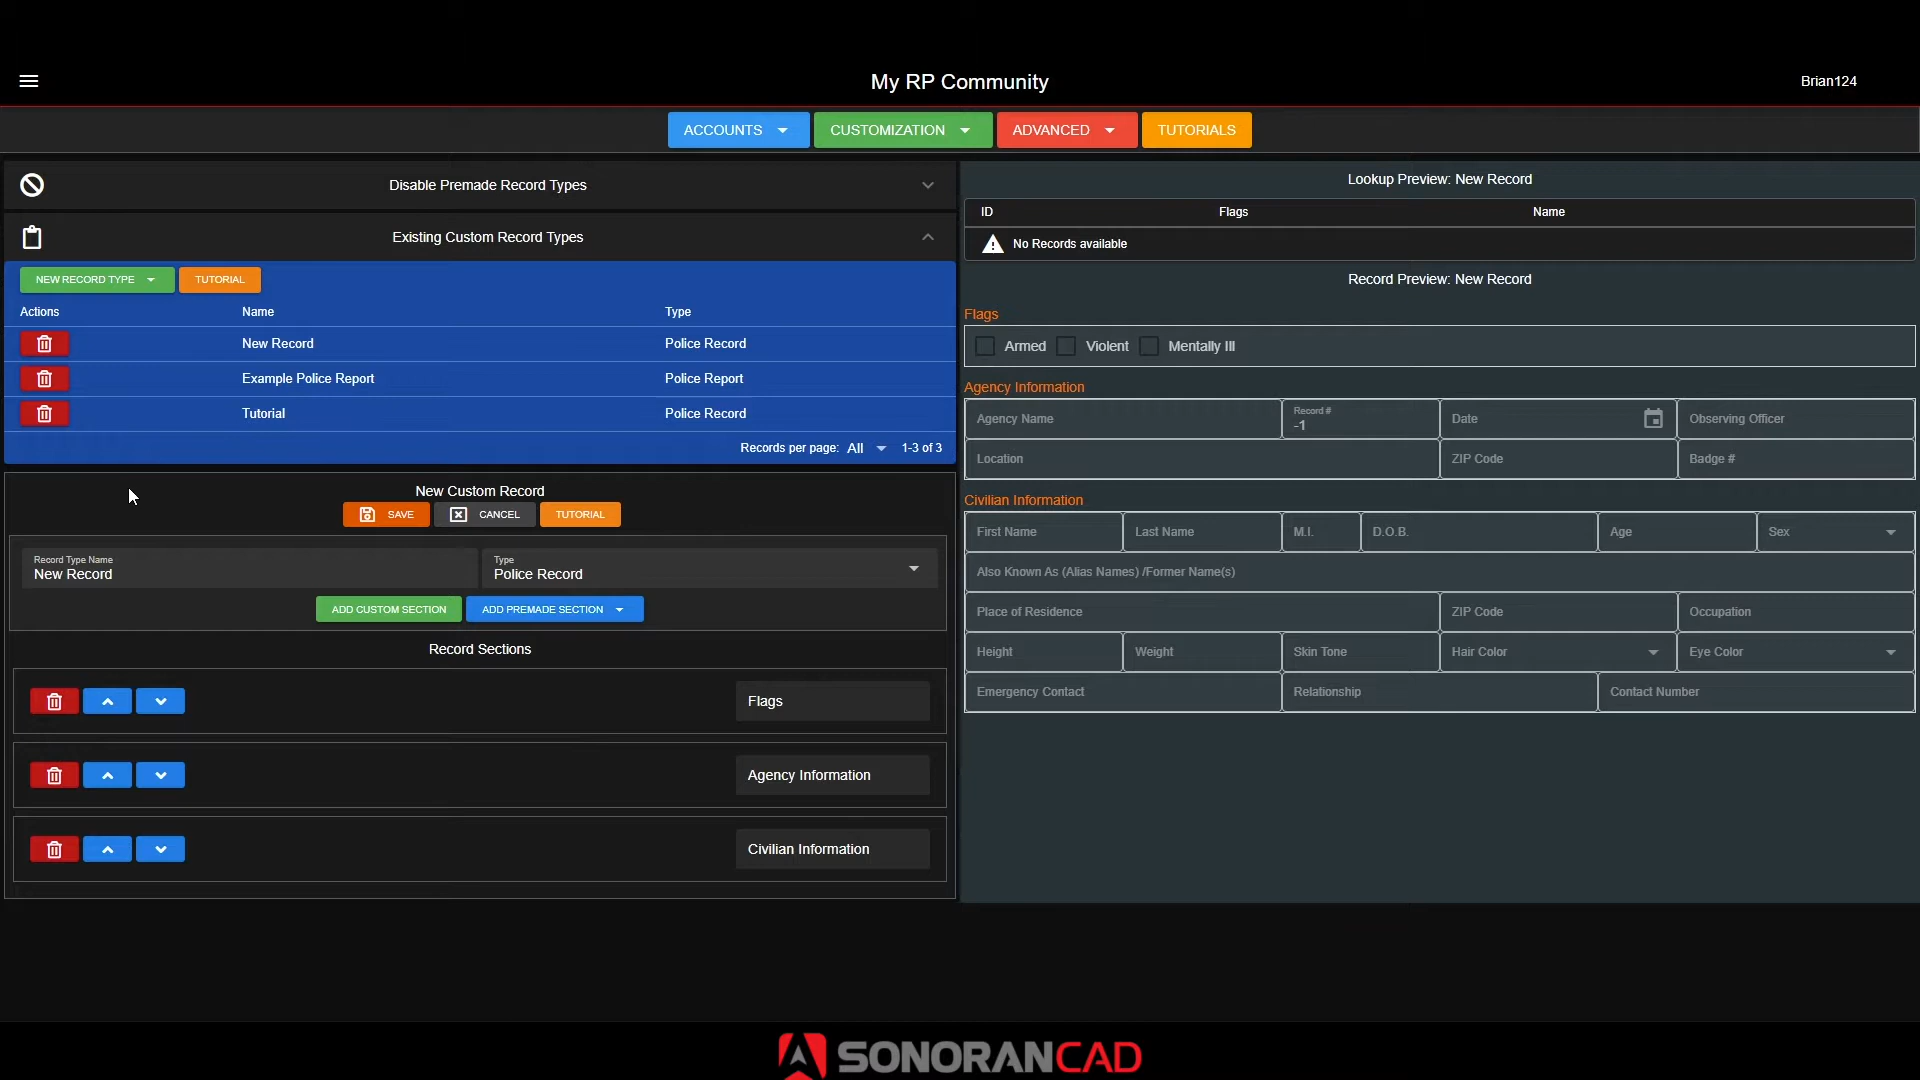 My RP Community
Brian124
ACCOUNTS
CUSTOMIZATION
ADVANCED
TUTORIALS
Disable Premade Record Types
Existing Custom Record Types
NEW RECORD TYPE
TUTORIAL
Actions Name Type
New Record Police Record
Example Police Report Police Report
Tutorial Police Record
Records per page: All 1-3 of 3
New Custom Record
SAVE CANCEL TUTORIAL
Record Type Name
New Record
Type
Police Record
ADD CUSTOM SECTION
ADD PREMADE SECTION
Record Sections
Flags
Agency Information
Civilian Information
Lookup Preview: New Record
ID Flags Name
No Records available
Record Preview: New Record
Flags
Armed Violent Mentally Ill
Agency Information
Agency Name
Record #
-1
Date
Observing Officer
Location ZIP Code Badge #
Civilian Information
First Name Last Name M.I. D.O.B. Age Sex
Also Known As (Alias Names) /Former Name(s)
Place of Residence ZIP Code Occupation
Height Weight Skin Tone Hair Color Eye Color
Emergency Contact Relationship Contact Number
SONORANCAD